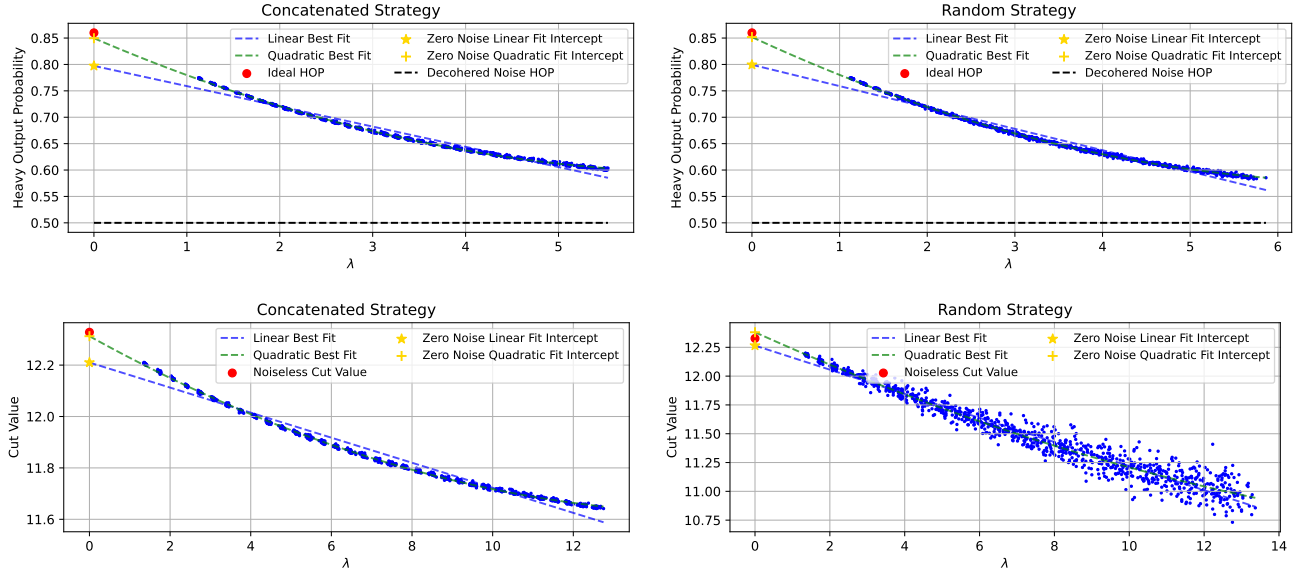 Concatenated Strategy
Heavy Output Probability
0.85
0.80
0.75
0.70
0.65
0.60
0.55
0.50
Linear Best Fit
Quadratic Best Fit
Ideal HOP
Zero Noise Linear Fit Intercept
Zero Noise Quadratic Fit Intercept
Decohered Noise HOP
0 1 2 3 4 5
λ
Random Strategy
Heavy Output Probability
0.85
0.80
0.75
0.70
0.65
0.60
0.55
0.50
Linear Best Fit
Quadratic Best Fit
Ideal HOP
Zero Noise Linear Fit Intercept
Zero Noise Quadratic Fit Intercept
Decohered Noise HOP
0 1 2 3 4 5 6
λ
Concatenated Strategy
Cut Value
12.2
12.0
11.8
11.6
Linear Best Fit
Quadratic Best Fit
Noiseless Cut Value
Zero Noise Linear Fit Intercept
Zero Noise Quadratic Fit Intercept
0 2 4 6 8 10 12
λ
Random Strategy
Cut Value
12.25
12.00
11.75
11.50
11.25
11.00
10.75
Linear Best Fit
Quadratic Best Fit
Noiseless Cut Value
Zero Noise Linear Fit Intercept
Zero Noise Quadratic Fit Intercept
0 2 4 6 8 10 12 14
λ